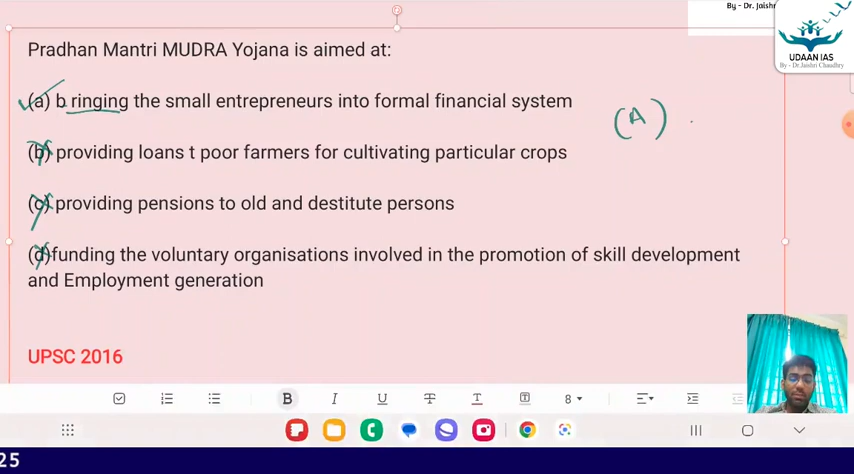 By - Dr. Jaishr
UDAAN IAS
By - Dr.Jaishri Chaudhry
Pradhan Mantri MUDRA Yojana is aimed at:
(a) b ringing the small entrepreneurs into formal financial system
(A)
(b) providing loans t poor farmers for cultivating particular crops
(c) providing pensions to old and destitute persons
(d) funding the voluntary organisations involved in the promotion of skill development
and Employment generation
UPSC 2016
B I U T T T 8
25